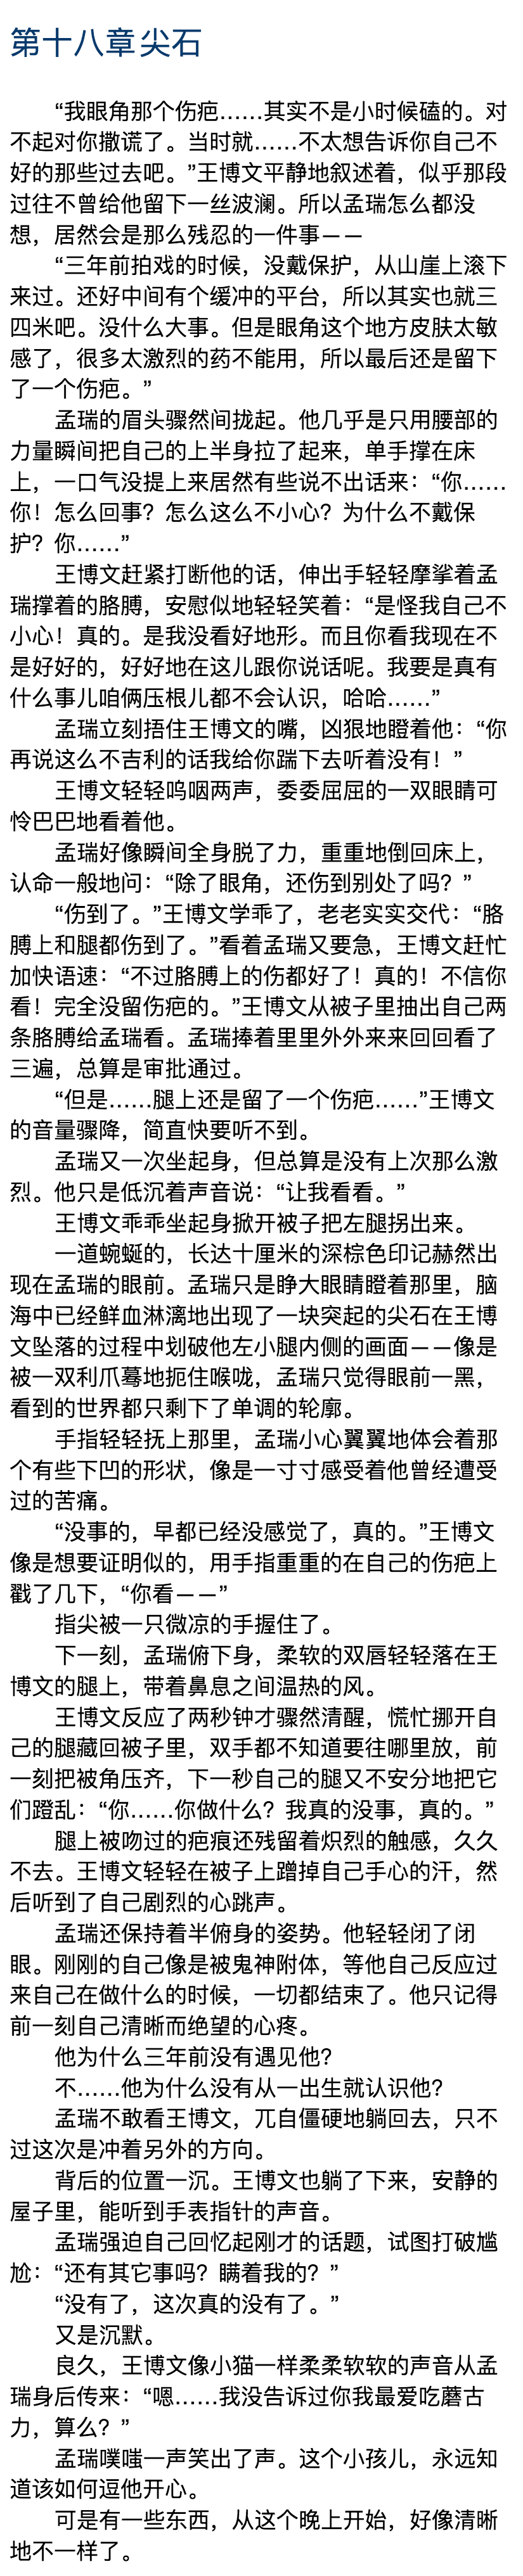 第十八章 尖石
“我眼角那个伤疤……其实不是小时候磕的。对
不起对你撒谎了。当时就……不太想告诉你自己不
好的那些过去吧。”王博文平静地叙述着，似乎那段
过往不曾给他留下一丝波澜。所以孟瑞怎么都没
想，居然会是那么残忍的一件事——
“三年前拍戏的时候，没戴保护，从山崖上滚下
来过。还好中间有个缓冲的平台，所以其实也就三
四米吧。没什么大事。但是眼角这个地方皮肤太敏
感了，很多太激烈的药不能用，所以最后还是留下
了一个伤疤。”
孟瑞的眉头骤然间拢起。他几乎是只用腰部的
力量瞬间把自己的上半身拉了起来，单手撑在床
上，一口气没提上来居然有些说不出话来：“你……
你！怎么回事？怎么这么不小心？为什么不戴保
护？你……”
王博文赶紧打断他的话，伸出手轻轻摩挲着孟
瑞撑着的胳膊，安慰似地轻轻笑着：“是怪我自己不
小心！真的。是我没看好地形。而且你看我现在不
是好好的，好好地在这儿跟你说话呢。我要是真有
什么事儿咱俩压根儿都不会认识，哈哈……”
孟瑞立刻捂住王博文的嘴，凶狠地瞪着他：“你
再说这么不吉利的话我给你踹下去听着没有！”
王博文轻轻呜咽两声，委委屈屈的一双眼睛可
怜巴巴地看着他。
孟瑞好像瞬间全身脱了力，重重地倒回床上，
认命一般地问：“除了眼角，还伤到别处了吗？”
“伤到了。”王博文学乖了，老老实实交代：“胳
膊上和腿都伤到了。”看着孟瑞又要急，王博文赶忙
加快语速：“不过胳膊上的伤都好了！真的！不信你
看！完全没留伤疤的。”王博文从被子里抽出自己两
条胳膊给孟瑞看。孟瑞捧着里里外外来来回回看了
三遍，总算是审批通过。
“但是……腿上还是留了一个伤疤……”王博文
的音量骤降，简直快要听不到。
孟瑞又一次坐起身，但总算是没有上次那么激
烈。他只是低沉着声音说：“让我看看。”
王博文乖乖坐起身掀开被子把左腿拐出来。
一道蜿蜒的，长达十厘米的深棕色印记赫然出
现在孟瑞的眼前。孟瑞只是睁大眼睛瞪着那里，脑
海中已经鲜血淋漓地出现了一块突起的尖石在王博
文坠落的过程中划破他左小腿内侧的画面——像是
被一双利爪蓦地扼住喉咙，孟瑞只觉得眼前一黑，
看到的世界都只剩下了单调的轮廓。
手指轻轻抚上那里，孟瑞小心翼翼地体会着那
个有些下凹的形状，像是一寸寸感受着他曾经遭受
过的苦痛。
“没事的，早都已经没感觉了，真的。”王博文
像是想要证明似的，用手指重重的在自己的伤疤上
戳了几下，“你看——”
指尖被一只微凉的手握住了。
下一刻，孟瑞俯下身，柔软的双唇轻轻落在王
博文的腿上，带着鼻息之间温热的风。
王博文反应了两秒钟才骤然清醒，慌忙挪开自
己的腿藏回被子里，双手都不知道要往哪里放，前
一刻把被角压齐，下一秒自己的腿又不安分地把它
们蹬乱：“你……你做什么？我真的没事，真的。”
腿上被吻过的疤痕还残留着炽烈的触感，久久
不去。王博文轻轻在被子上蹭掉自己手心的汗，然
后听到了自己剧烈的心跳声。
孟瑞还保持着半俯身的姿势。他轻轻闭了闭
眼。刚刚的自己像是被鬼神附体，等他自己反应过
来自己在做什么的时候，一切都结束了。他只记得
前一刻自己清晰而绝望的心疼。
他为什么三年前没有遇见他？
不……他为什么没有从一出生就认识他？
孟瑞不敢看王博文，兀自僵硬地躺回去，只不
过这次是冲着另外的方向。
背后的位置一沉。王博文也躺了下来，安静的
屋子里，能听到手表指针的声音。
孟瑞强迫自己回忆起刚才的话题，试图打破尴
尬：“还有其它事吗？瞒着我的？”
“没有了，这次真的没有了。”
又是沉默。
良久，王博文像小猫一样柔柔软软的声音从孟
瑞身后传来：“嗯……我没告诉过你我最爱吃蘑古
力，算么？”
孟瑞噗嗤一声笑出了声。这个小孩儿，永远知
道该如何逗他开心。
可是有一些东西，从这个晚上开始，好像清晰
地不一样了。